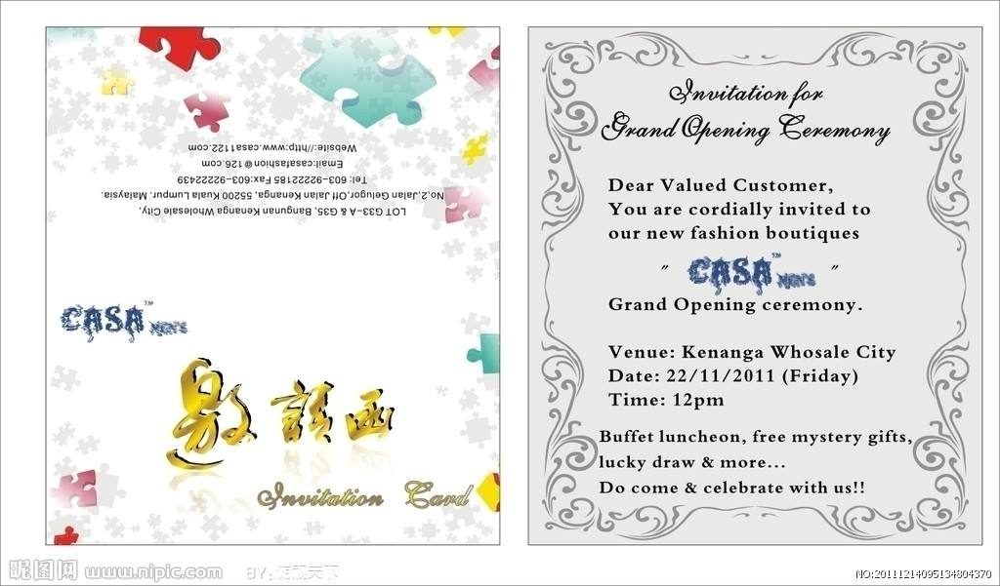 Website:http://www.casa1122.com
Email:casafashion@126.com
Tel: 603-92222185 Fax:603-92222439
No,2,Jalan Gelugor,Off Jalan Kenanga, 55200 Kuala Lumpur, Malaysia.
LOT G33-A & G35, Bangunan Kenanga Wholesale City,
CASA™ MEN'S
邀請函
Invitation Card
Invitation for
Grand Opening Ceremony
Dear Valued Customer,
You are cordially invited to
our new fashion boutiques
" CASA™ MEN'S "
Grand Opening ceremony.
Venue: Kenanga Whosale City
Date: 22/11/2011 (Friday)
Time: 12pm
Buffet luncheon, free mystery gifts,
lucky draw & more...
Do come & celebrate with us!!
昵图网 www.nipic.com
BY:
NO:20111214095134804370